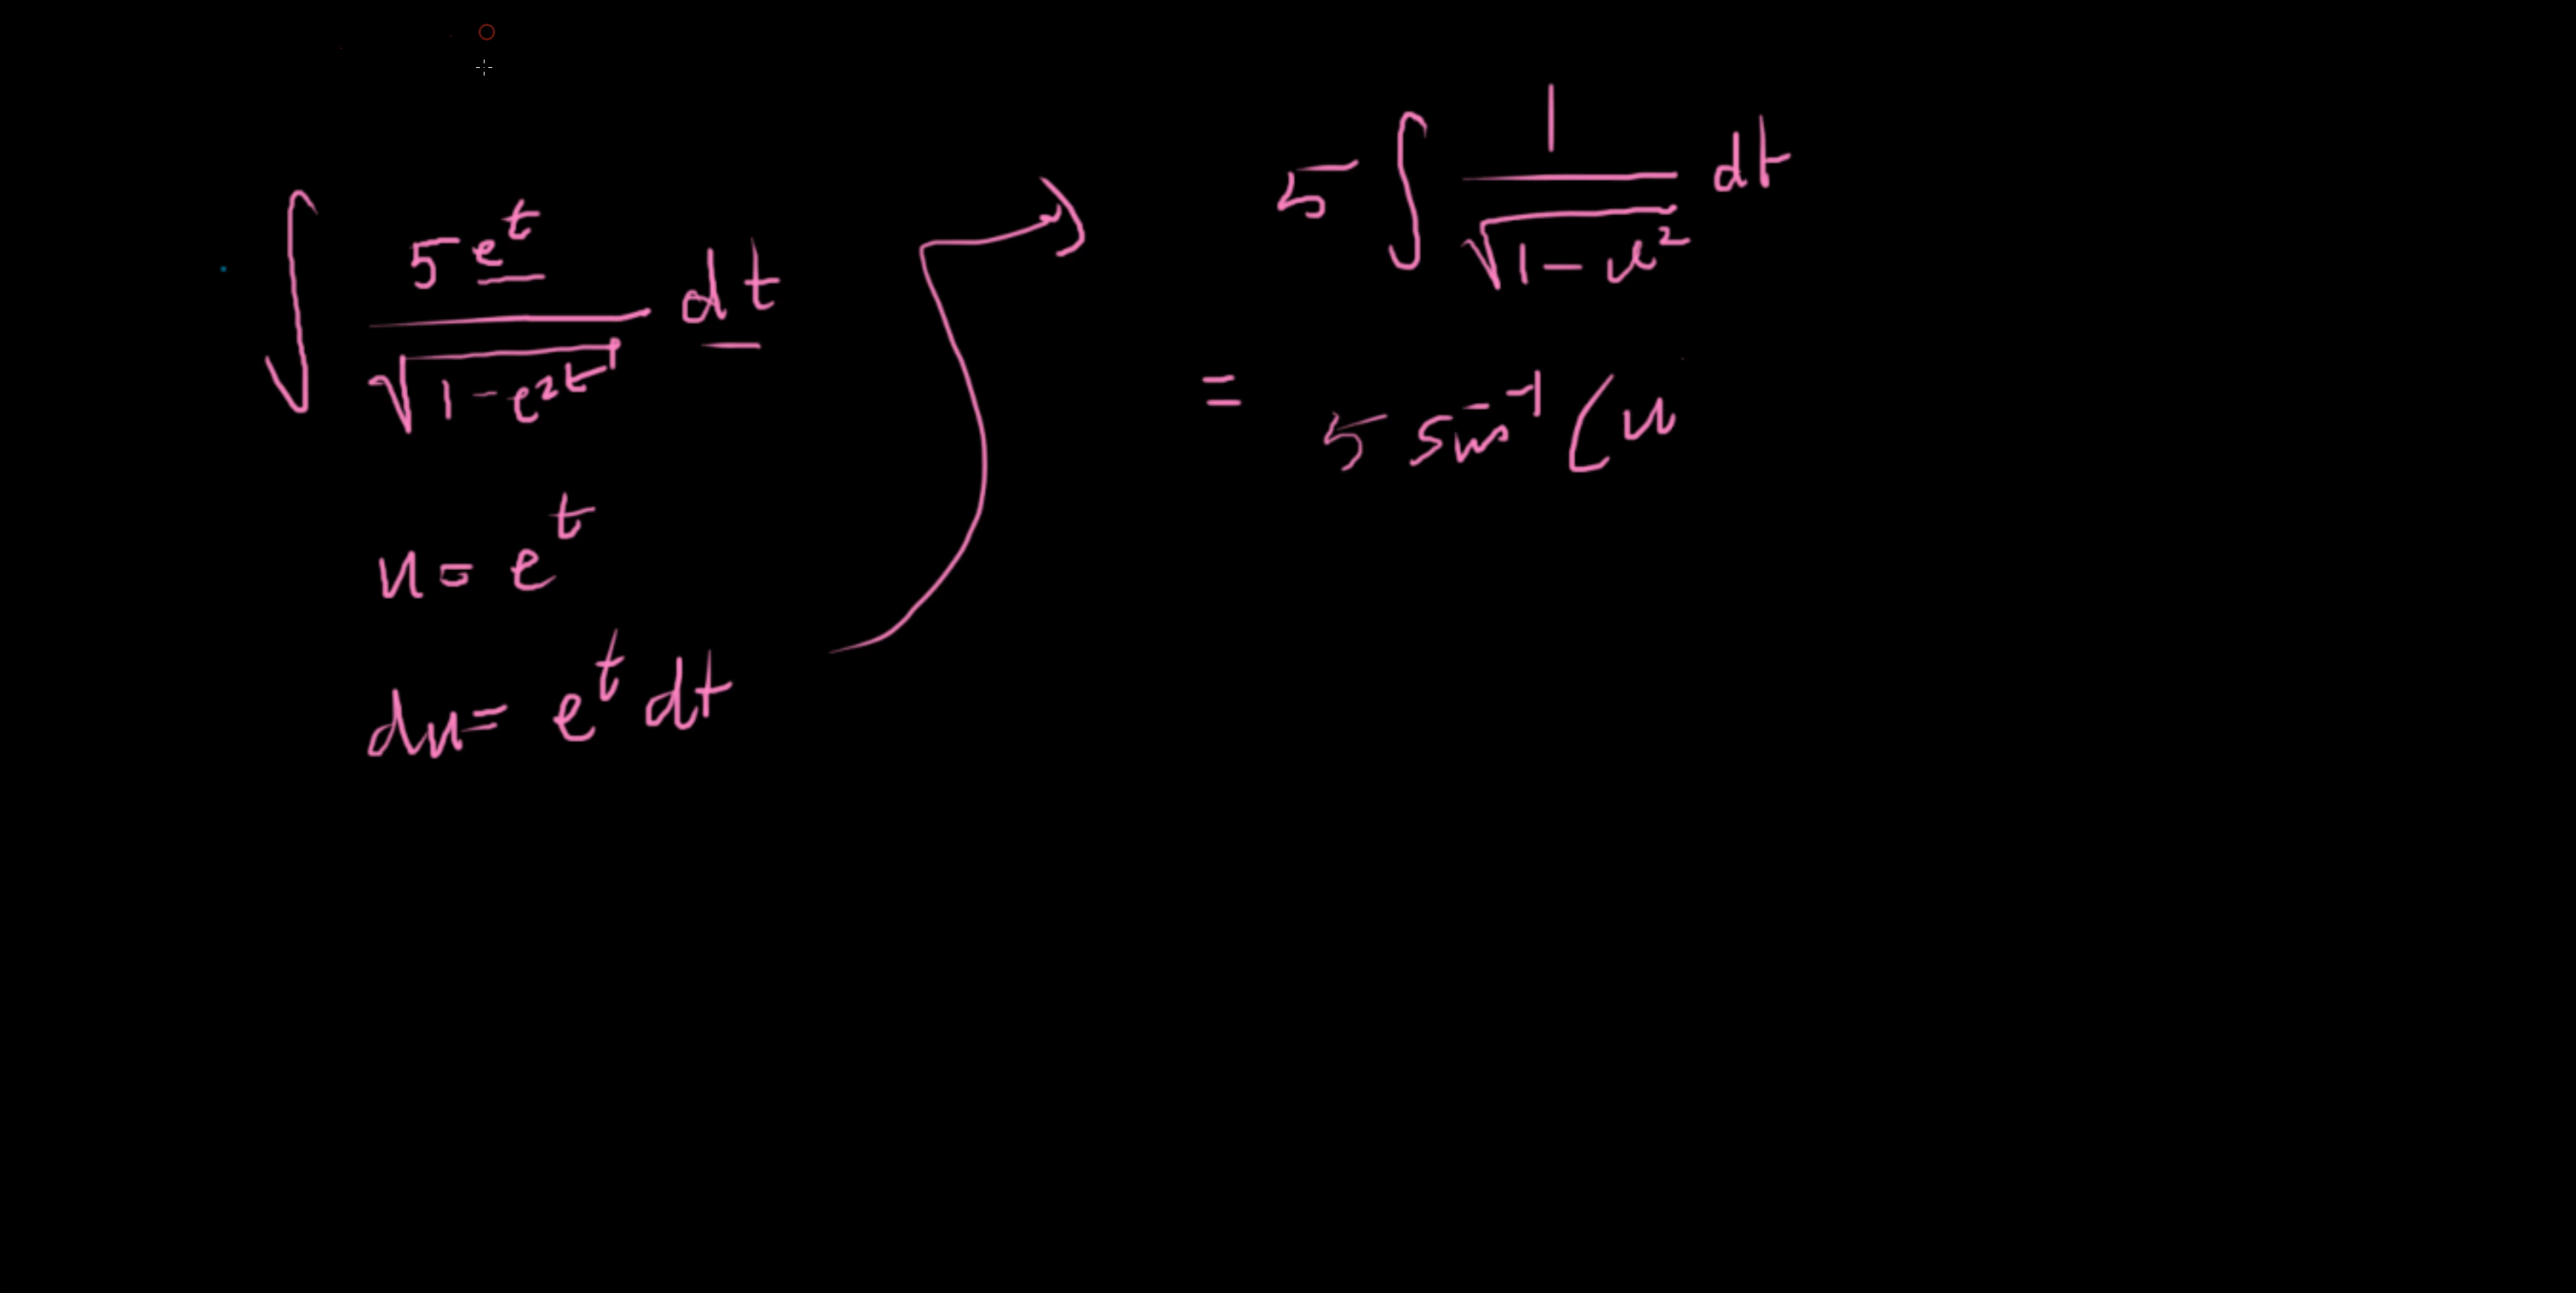 ∫ 5e^t / √(1 - e^{2t}) dt
u = e^t
du = e^t dt
5 ∫ 1 / √(1 - u²) dt
= 5 sin⁻¹ (u